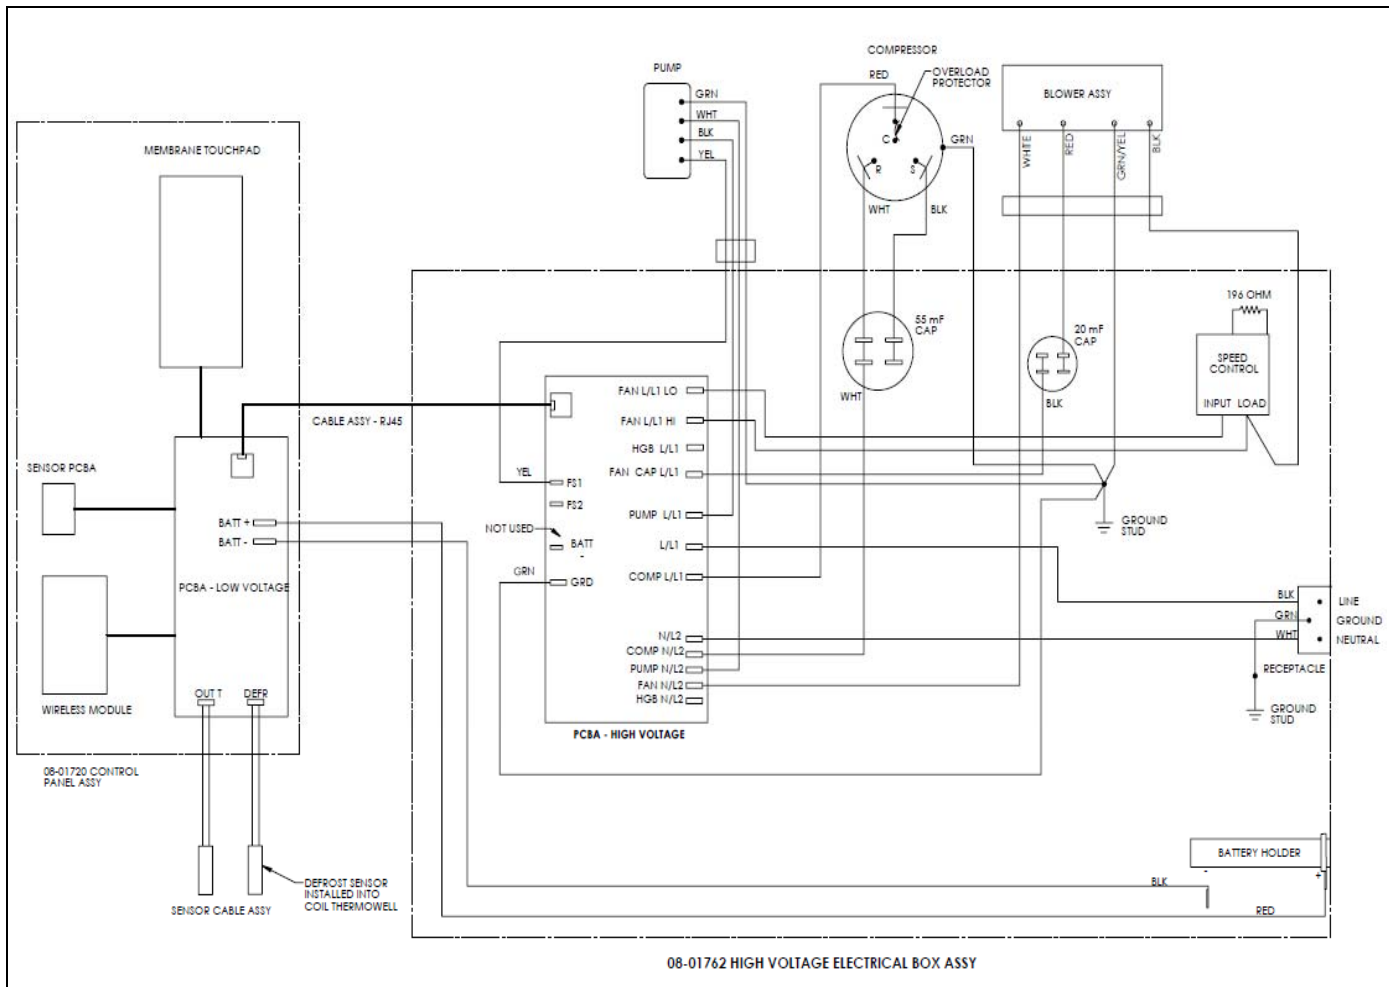 COMPRESSOR
PUMP
RED
OVERLOAD
PROTECTOR
BLOWER ASSY
GRN
WHT
BLK
YEL
C
GRN
R
S
WHITE
RED
GRN/YEL
BLK
MEMBRANE TOUCHPAD
WHT
BLK
196 OHM
55 mF
CAP
20 mF
CAP
SPEED
CONTROL
INPUT LOAD
WHT
BLK
CABLE ASSY - RJ45
FAN L/L1 LO
FAN L/L1 HI
HGB L/L1
FAN CAP L/L1
PUMP L/L1
L/L1
COMP L/L1
N/L2
COMP N/L2
PUMP N/L2
FAN N/L2
HGB N/L2
YEL
FS1
FS2
NOT USED
BATT
-
GRN
GRD
PCBA - HIGH VOLTAGE
SENSOR PCBA
BATT +
BATT -
PCBA - LOW VOLTAGE
OUT T
DEFR
WIRELESS MODULE
08-01720 CONTROL
PANEL ASSY
GROUND
STUD
BLK
GRN
WHT
LINE
GROUND
NEUTRAL
RECEPTACLE
GROUND
STUD
BATTERY HOLDER
-
+
BLK
RED
DEFROST SENSOR
INSTALLED INTO
COIL THERMOWELL
SENSOR CABLE ASSY
08-01762 HIGH VOLTAGE ELECTRICAL BOX ASSY